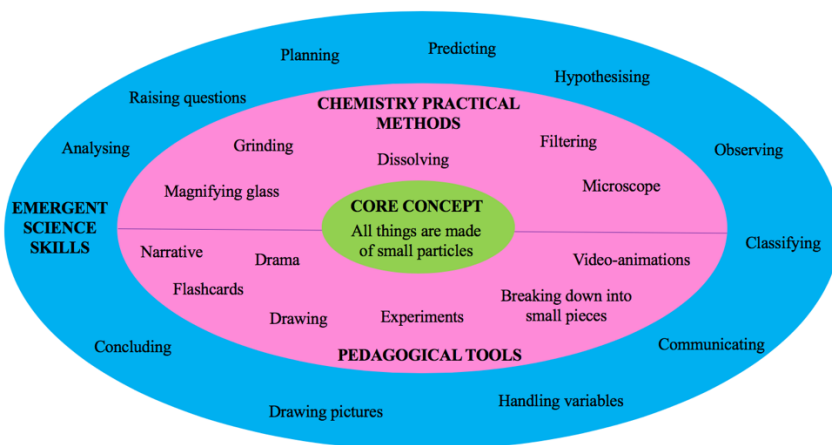 Planning
Predicting
Hypothesising
Raising questions
CHEMISTRY PRACTICAL
METHODS
Analysing
Grinding
Filtering
Observing
Dissolving
Magnifying glass
Microscope
EMERGENT
SCIENCE
SKILLS
CORE CONCEPT
All things are made
of small particles
Classifying
Narrative
Drama
Video-animations
Flashcards
Breaking down into
small pieces
Drawing
Experiments
Concluding
PEDAGOGICAL TOOLS
Communicating
Drawing pictures
Handling variables